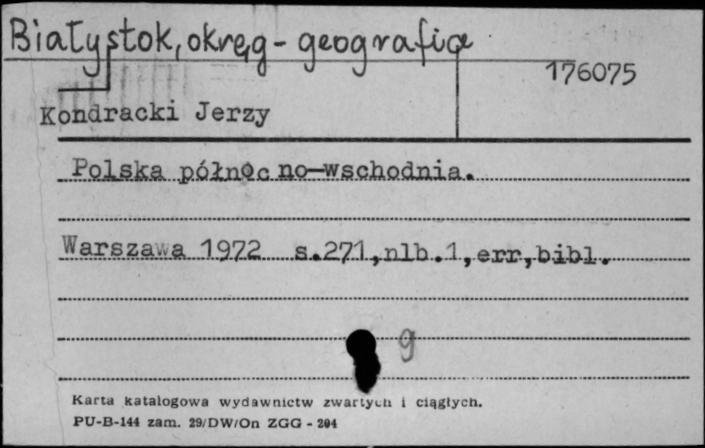 Białystok, okręg - geografia
176075
Kondracki Jerzy
Polska północno-wschodnia.
Warszawa 1972 s.271,nlb.1,err,bibl.
g
Karta katalogowa wydawnictw zwartych i ciągłych.
PU-B-144 zam. 29/DW/On ZGG - 204